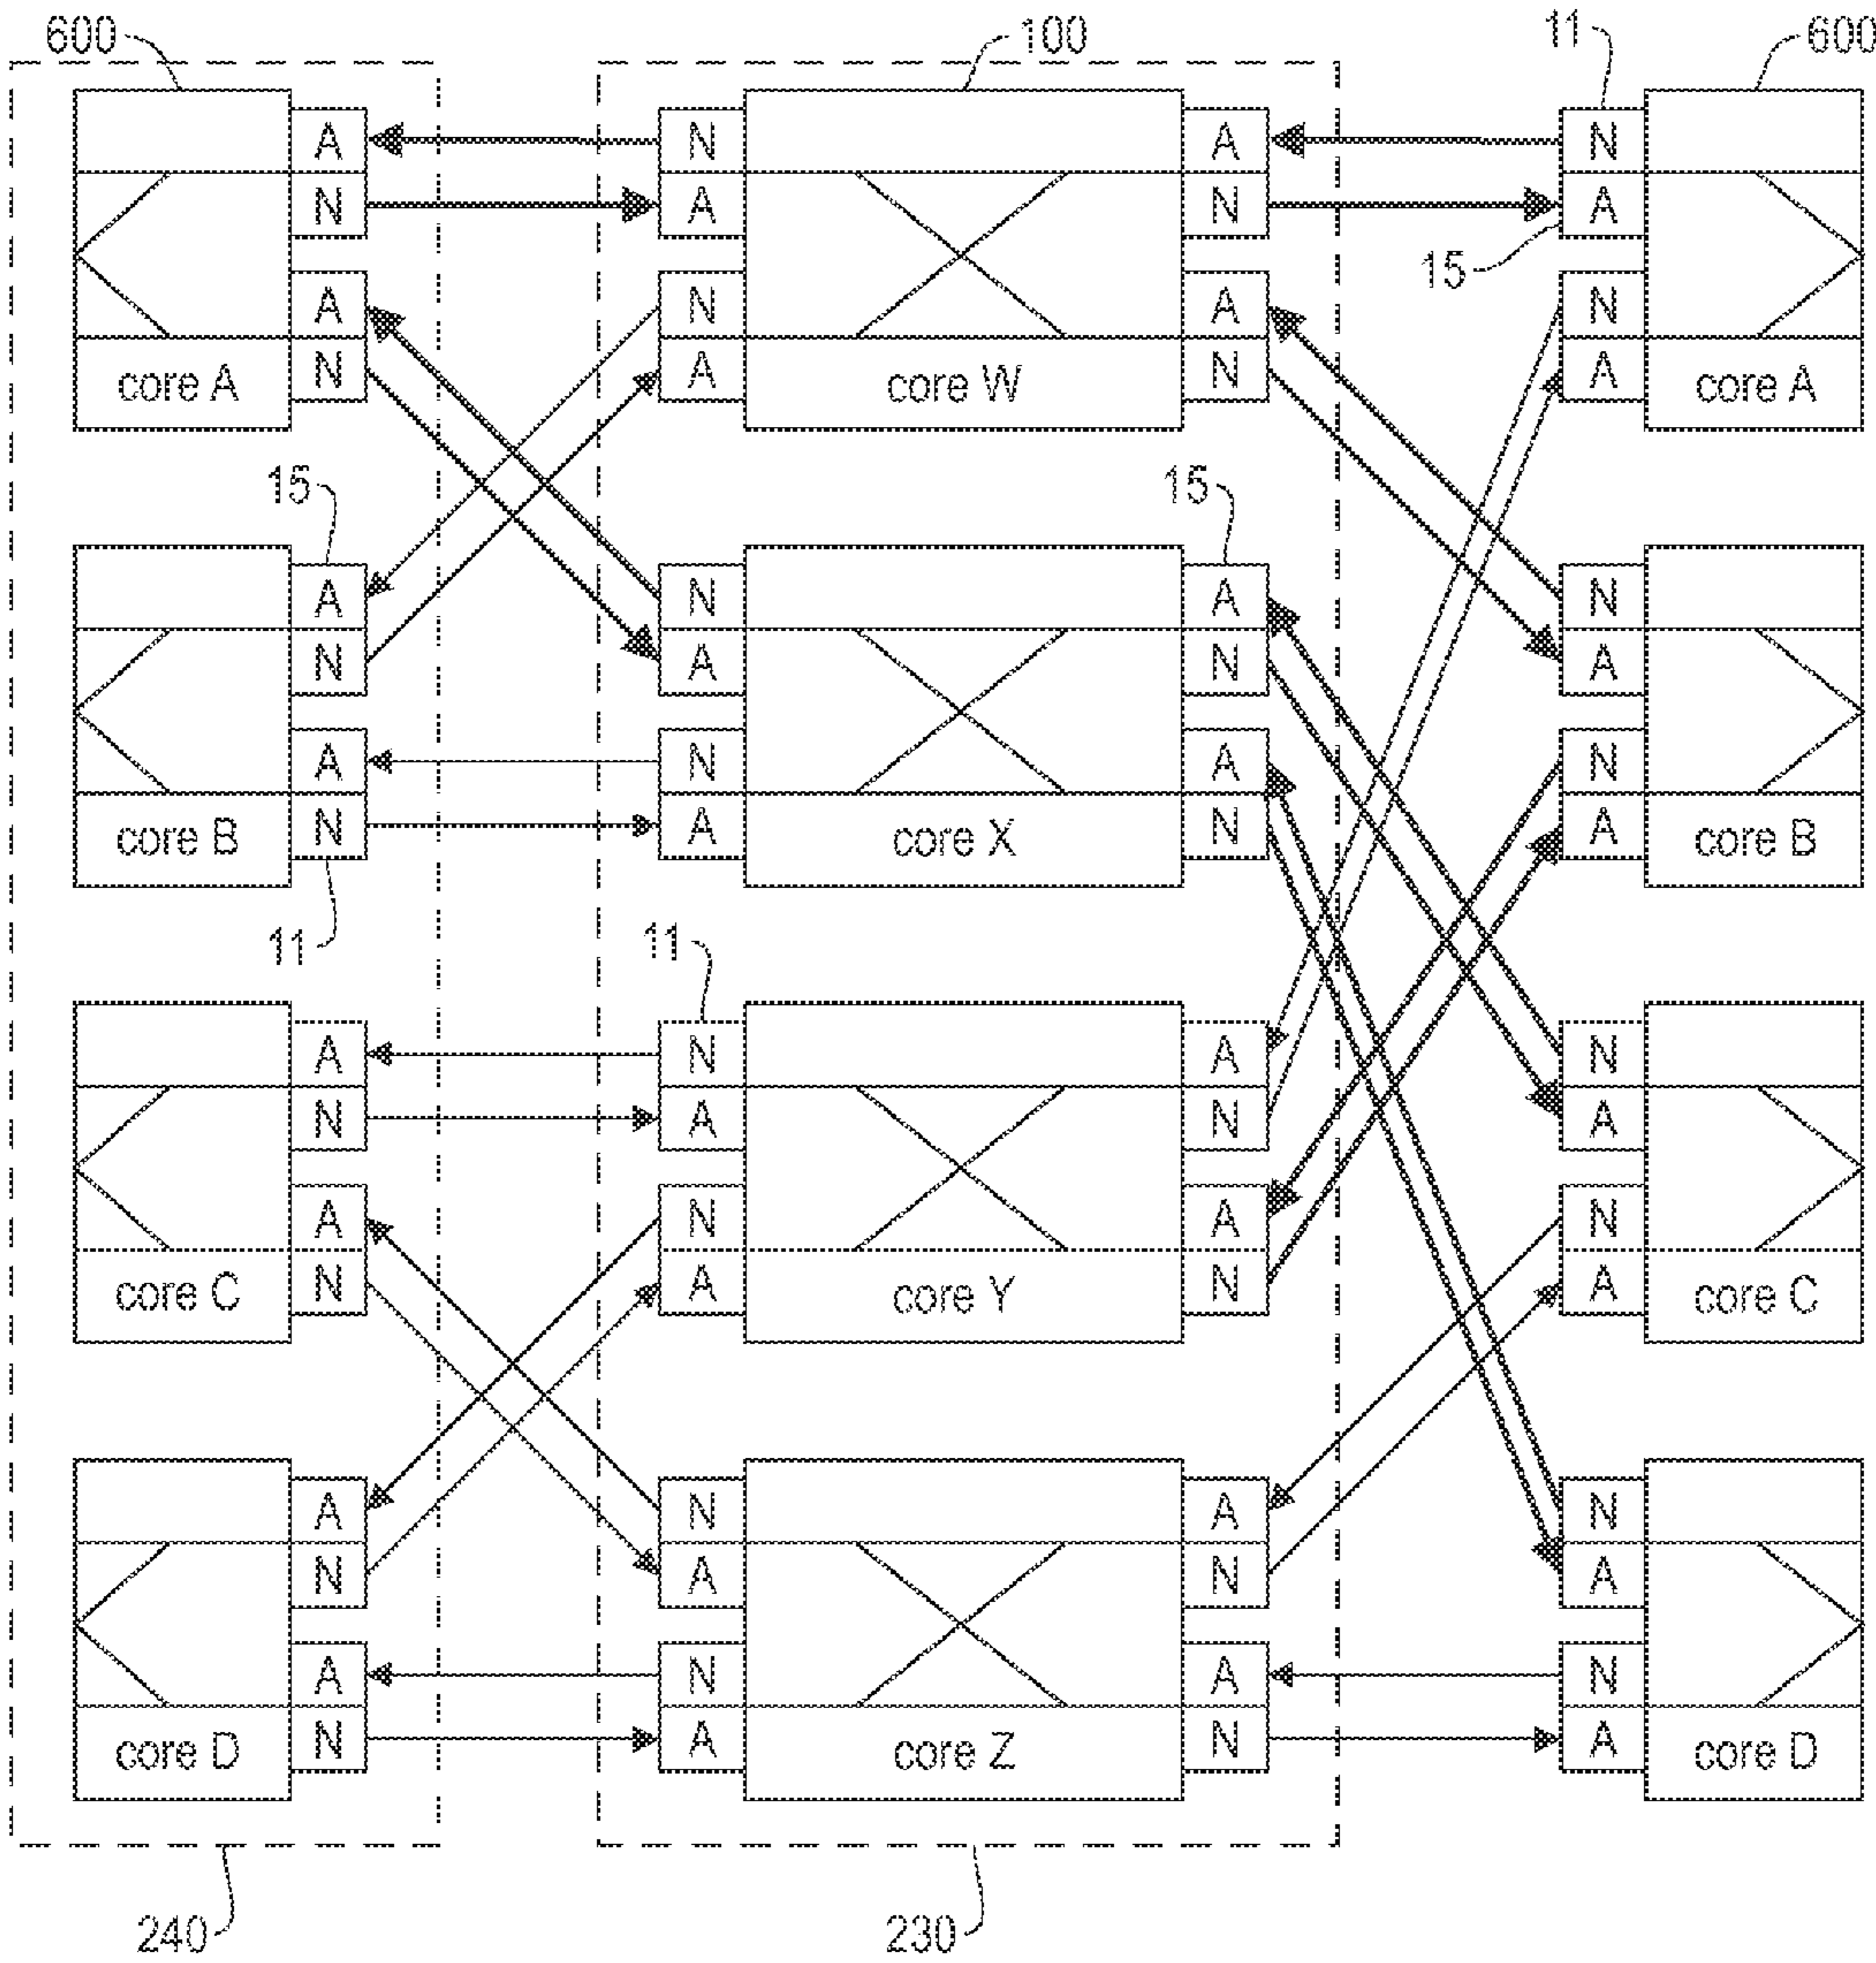 600 100 11 600
A N A N
N A N A
15
A N A N
N A N A
core A core W core A
15 15
A N A N
N A N A
A N A N
N A N A
core B core X core B
11 11
A N A N
N A N A
A N A N
N A N A
core C core Y core C
A N A N
N A N A
A N A N
N A N A
core D core Z core D
240 230